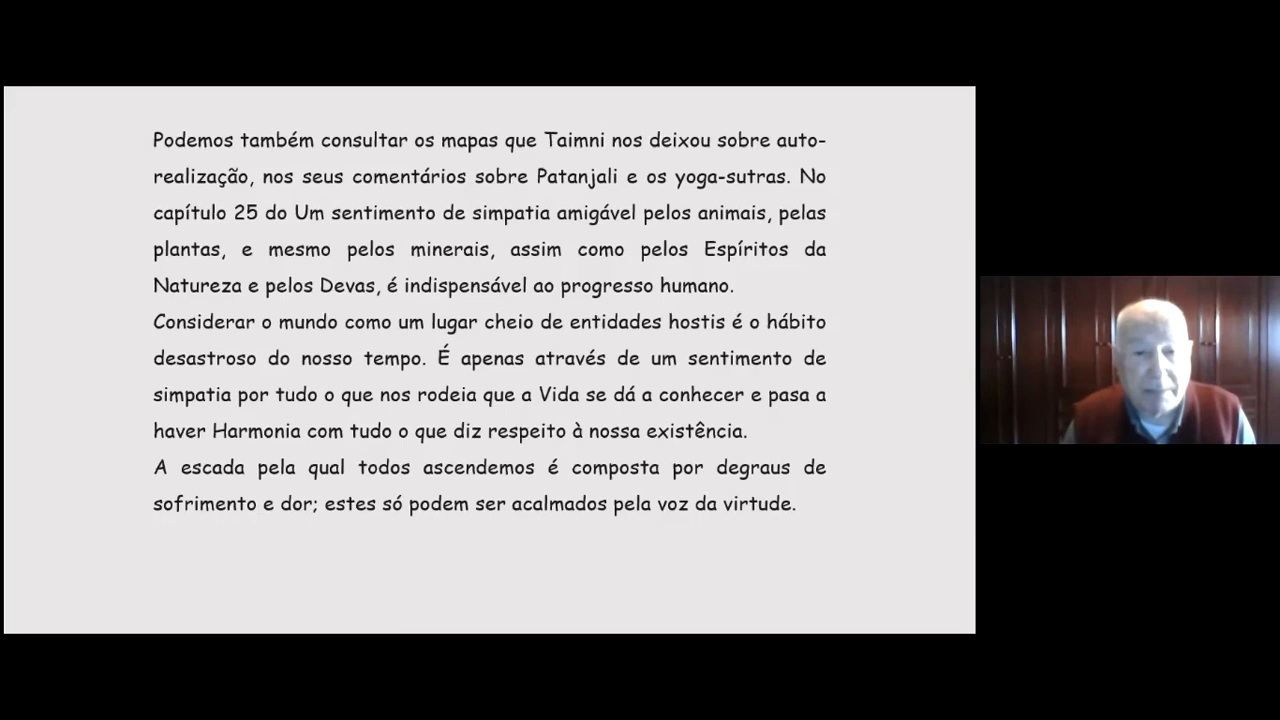 Podemos também consultar os mapas que Taimni nos deixou sobre auto-
realização, nos seus comentários sobre Patanjali e os yoga-sutras. No
capítulo 25 do Um sentimento de simpatia amigável pelos animais, pelas
plantas, e mesmo pelos minerais, assim como pelos Espíritos da
Natureza e pelos Devas, é indispensável ao progresso humano.
Considerar o mundo como um lugar cheio de entidades hostis é o hábito
desastroso do nosso tempo. É apenas através de um sentimento de
simpatia por tudo o que nos rodeia que a Vida se dá a conhecer e pasa a
haver Harmonia com tudo o que diz respeito à nossa existência.
A escada pela qual todos ascendemos é composta por degraus de
sofrimento e dor; estes só podem ser acalmados pela voz da virtude.